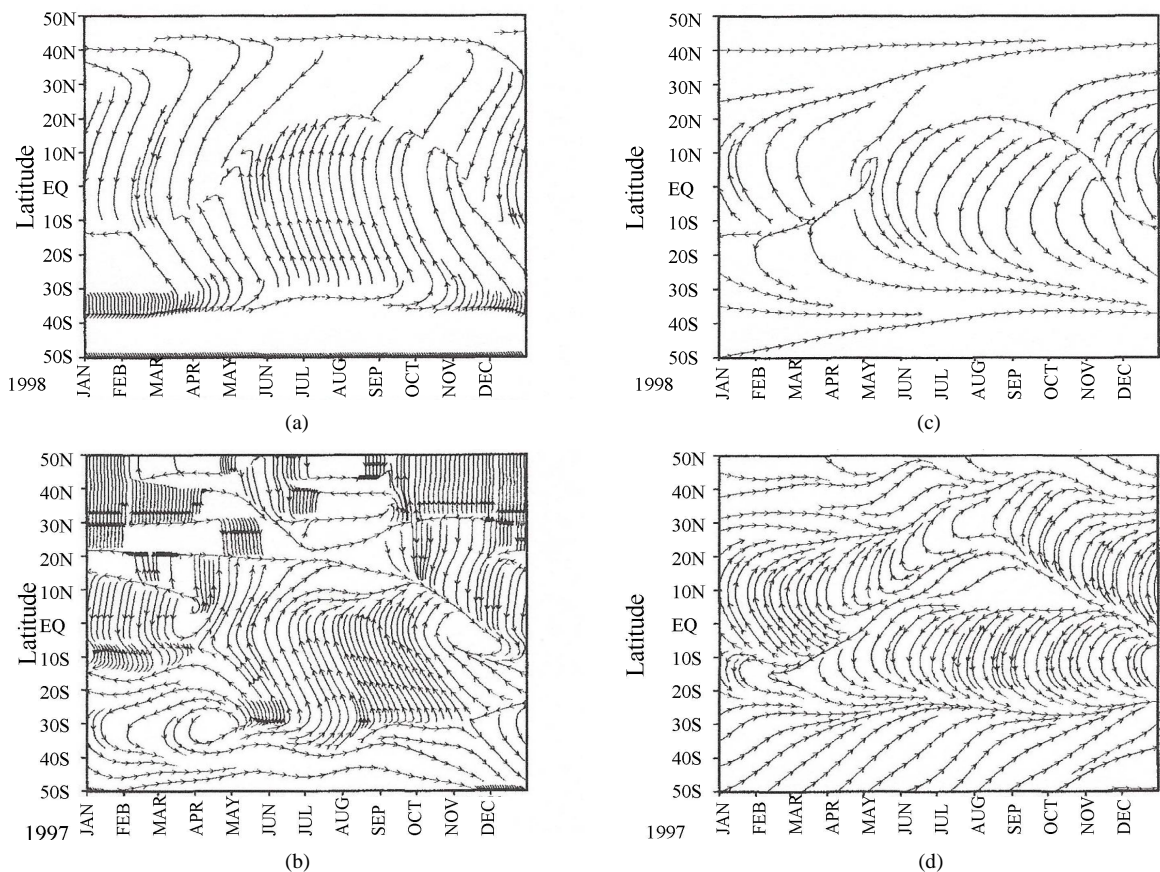 50N
40N
30N
20N
10N
EQ
10S
20S
30S
40S
50S
Latitude
JAN FEB MAR APR MAY JUN JUL AUG SEP OCT NOV DEC
1998
(a)
50N
40N
30N
20N
10N
EQ
10S
20S
30S
40S
50S
Latitude
JAN FEB MAR APR MAY JUN JUL AUG SEP OCT NOV DEC
1998
(c)
50N
40N
30N
20N
10N
EQ
10S
20S
30S
40S
50S
Latitude
JAN FEB MAR APR MAY JUN JUL AUG SEP OCT NOV DEC
1997
(b)
50N
40N
30N
20N
10N
EQ
10S
20S
30S
40S
50S
Latitude
JAN FEB MAR APR MAY JUN JUL AUG SEP OCT NOV DEC
1997
(d)